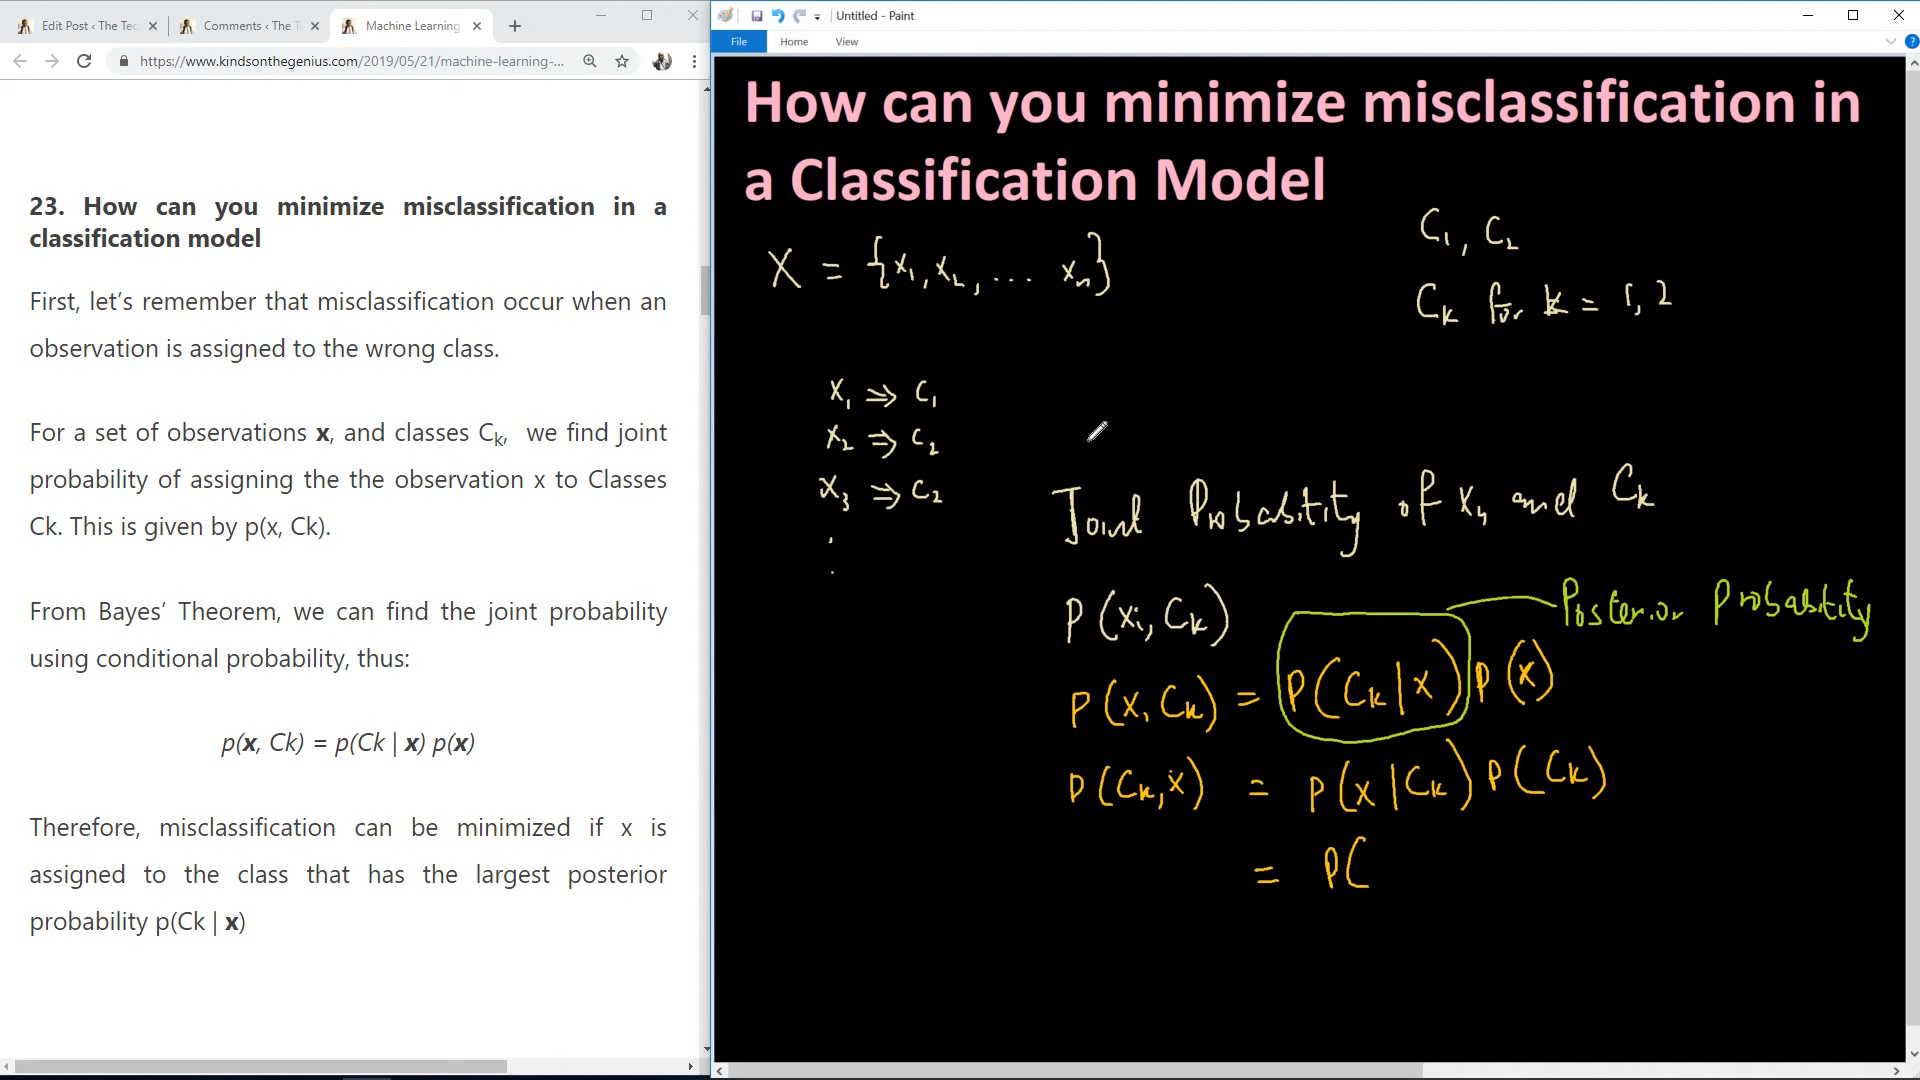 Edit Post ‹ The Tec
Comments ‹ The T
Machine Learning
https://www.kindsonthegenius.com/2019/05/21/machine-learning-...
23. How can you minimize misclassification in a
classification model
First, let’s remember that misclassification occur when an
observation is assigned to the wrong class.
For a set of observations x, and classes Ck, we find joint
probability of assigning the the observation x to Classes
Ck. This is given by p(x, Ck).
From Bayes’ Theorem, we can find the joint probability
using conditional probability, thus:
p(x, Ck) = p(Ck | x) p(x)
Therefore, misclassification can be minimized if x is
assigned to the class that has the largest posterior
probability p(Ck | x)
Untitled - Paint
File Home View
How can you minimize misclassification in
a Classification Model
X = {x1, x2, ... xn}
C1, C2
Ck for k = 1, 2
x1 ⇒ C1
x2 ⇒ C2
x3 ⇒ C2
Joint Probability of and Ck
P(xi, Ck)
Posterior Probability
P(x, Ck) = P(Ck|x) P(x)
P(Ck, x) = P(x|Ck) P(Ck)
= P(